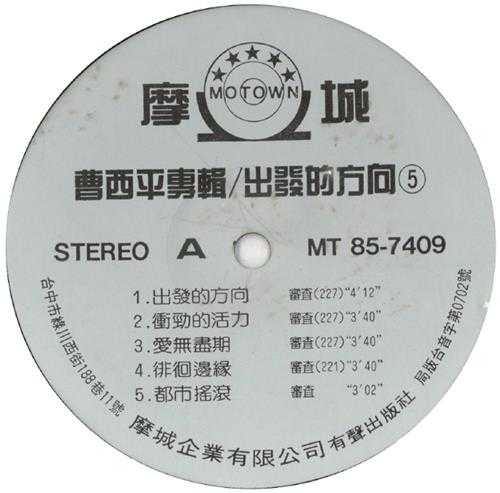 MOTOWN
摩城
曹西平專輯/出發的方向⑤
STEREO A MT 85-7409
1.出發的方向 審查(227)“4'12”
2.衝勁的活力 審查(227)“3'40”
3.愛無盡期 審查(227)“3'40”
4.徘徊邊緣 審查(221)“3'40”
5.都市搖滾 審查 “3'02”
台中市綠川西街188巷11號
摩城企業有限公司有聲出版社
局版台音字第0702號